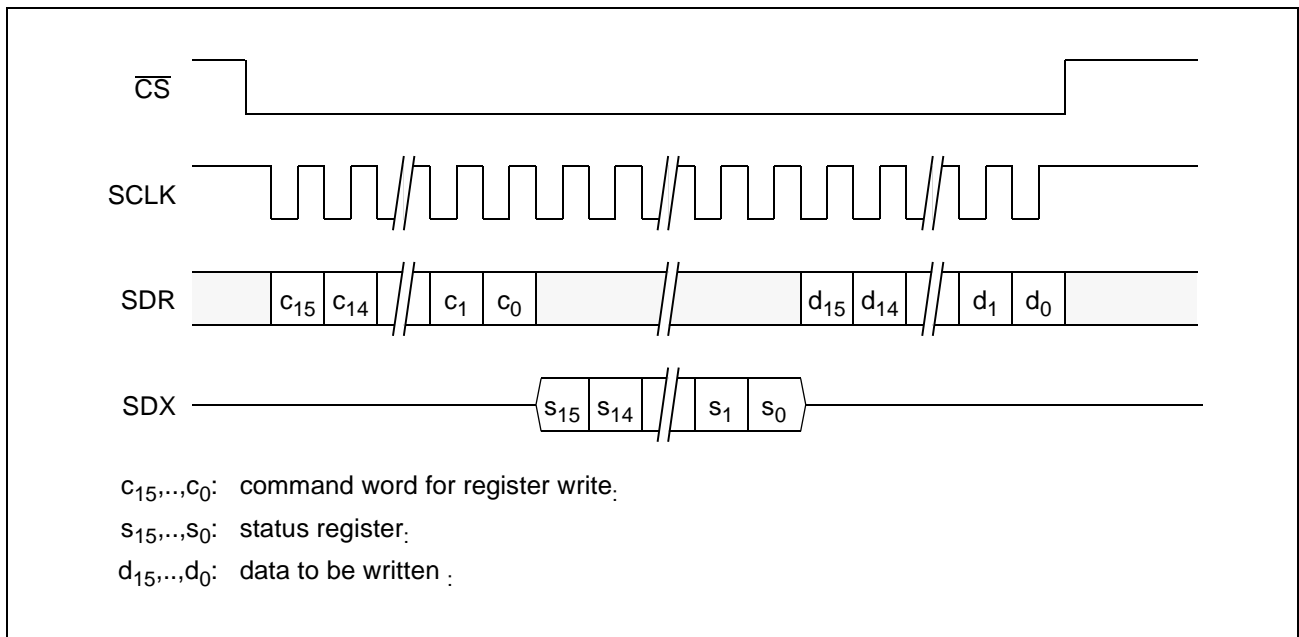 CS
SCLK
SDR c15 c14 c1 c0 d15 d14 d1 d0
SDX s15 s14 s1 s0
c15,..,c0: command word for register write:
s15,..,s0: status register:
d15,..,d0: data to be written :